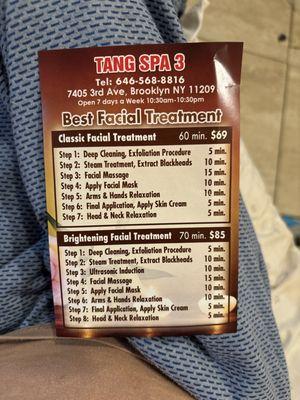 TANG SPA 3
Tel: 646-568-8816
7405 3rd Ave, Brooklyn NY 11209
Open 7 days a Week 10:30am-10:30pm
Best Facial Treatment
Classic Facial Treatment 60 min. $69
Step 1: Deep Cleaning, Exfoliation Procedure 5 min.
Step 2: Steam Treatment, Extract Blackheads 10 min.
Step 3: Facial Massage 15 min.
Step 4: Apply Facial Mask 10 min.
Step 5: Arms & Hands Relaxation 10 min.
Step 6: Final Application, Apply Skin Cream 5 min.
Step 7: Head & Neck Relaxation 5 min.
Brightening Facial Treatment 70 min. $85
Step 1: Deep Cleaning, Exfoliation Procedure 5 min.
Step 2: Steam Treatment, Extract Blackheads 10 min.
Step 3: Ultrasonic Induction 10 min.
Step 4: Facial Massage 15 min.
Step 5: Apply Facial Mask 10 min.
Step 6: Arms & Hands Relaxation 10 min.
Step 7: Final Application, Apply Skin Cream 5 min.
Step 8: Head & Neck Relaxation 5 min.